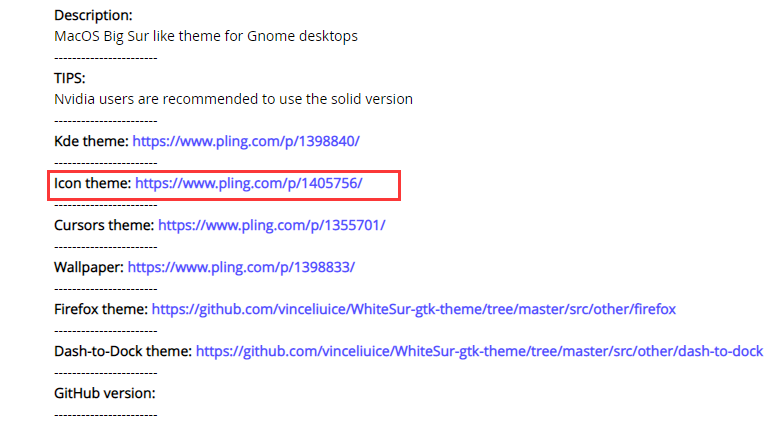 Description:
MacOS Big Sur like theme for Gnome desktops
-----------------------
TIPS:
Nvidia users are recommended to use the solid version
-----------------------
Kde theme: https://www.pling.com/p/1398840/
-----------------------
Icon theme: https://www.pling.com/p/1405756/
-----------------------
Cursors theme: https://www.pling.com/p/1355701/
-----------------------
Wallpaper: https://www.pling.com/p/1398833/
-----------------------
Firefox theme: https://github.com/vinceliuice/WhiteSur-gtk-theme/tree/master/src/other/firefox
-----------------------
Dash-to-Dock theme: https://github.com/vinceliuice/WhiteSur-gtk-theme/tree/master/src/other/dash-to-dock
-----------------------
GitHub version:
-----------------------